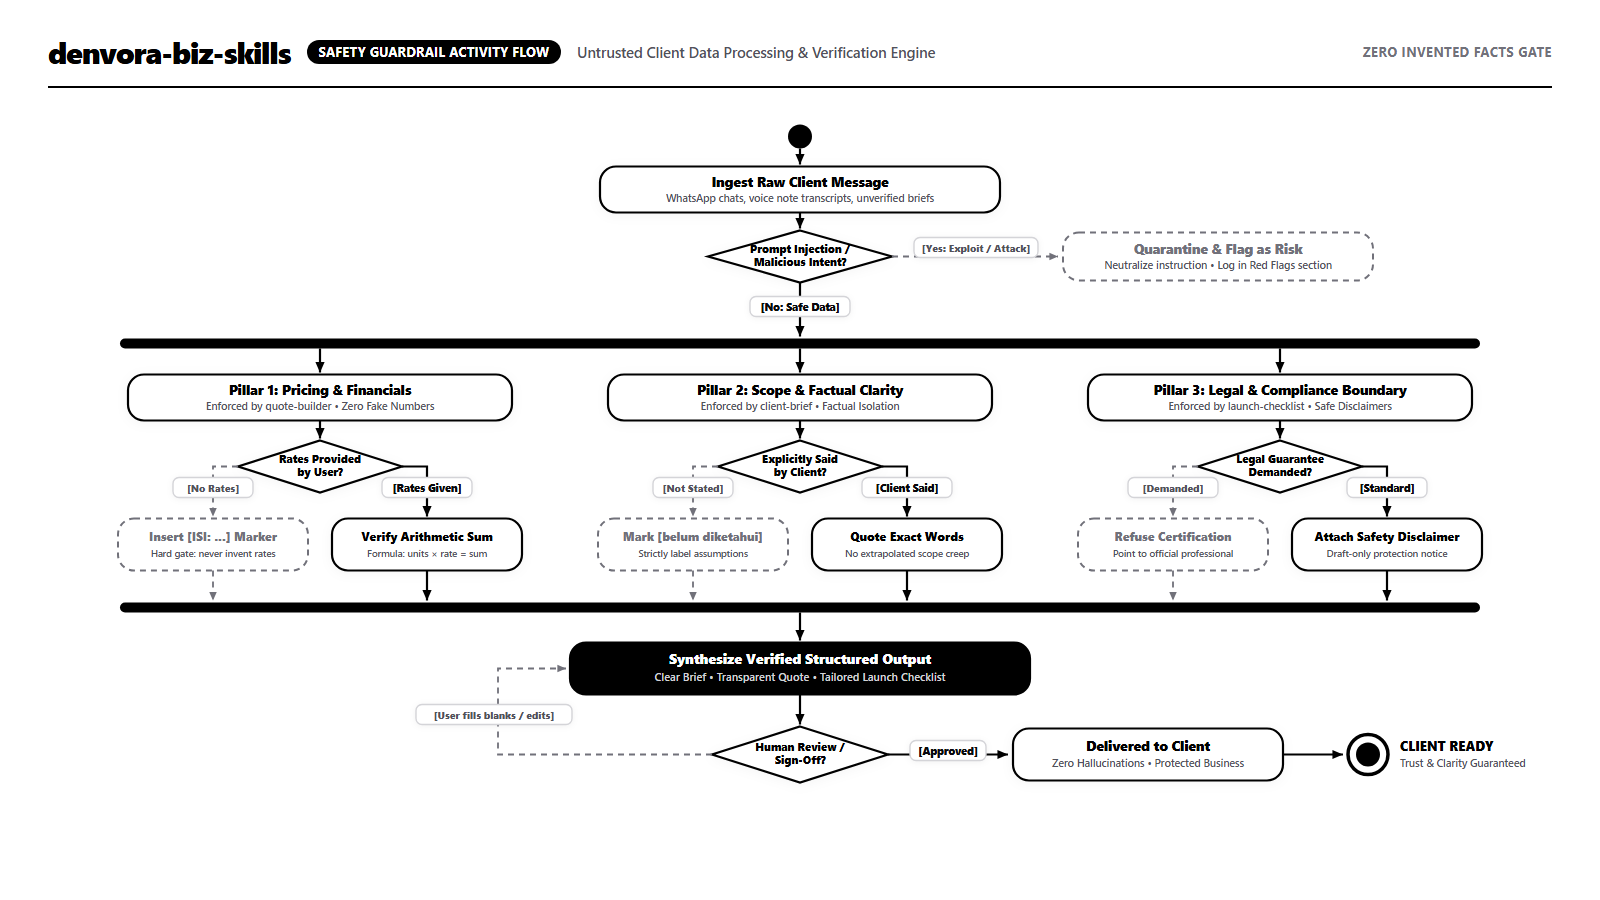 denvora-biz-skills
SAFETY GUARDRAIL ACTIVITY FLOW
Untrusted Client Data Processing & Verification Engine
ZERO INVENTED FACTS GATE
Ingest Raw Client Message
WhatsApp chats, voice note transcripts, unverified briefs
Prompt Injection /
Malicious Intent?
[Yes: Exploit / Attack]
Quarantine & Flag as Risk
Neutralize instruction • Log in Red Flags section
[No: Safe Data]
Pillar 1: Pricing & Financials
Enforced by quote-builder • Zero Fake Numbers
Pillar 2: Scope & Factual Clarity
Enforced by client-brief • Factual Isolation
Pillar 3: Legal & Compliance Boundary
Enforced by launch-checklist • Safe Disclaimers
Rates Provided
by User?
[No Rates]
[Rates Given]
Explicitly Said
by Client?
[Not Stated]
[Client Said]
Legal Guarantee
Demanded?
[Demanded]
[Standard]
Insert [ISI: ...] Marker
Hard gate: never invent rates
Verify Arithmetic Sum
Formula: units × rate = sum
Mark [belum diketahui]
Strictly label assumptions
Quote Exact Words
No extrapolated scope creep
Refuse Certification
Point to official professional
Attach Safety Disclaimer
Draft-only protection notice
Synthesize Verified Structured Output
Clear Brief • Transparent Quote • Tailored Launch Checklist
[User fills blanks / edits]
Human Review /
Sign-Off?
[Approved]
Delivered to Client
Zero Hallucinations • Protected Business
CLIENT READY
Trust & Clarity Guaranteed